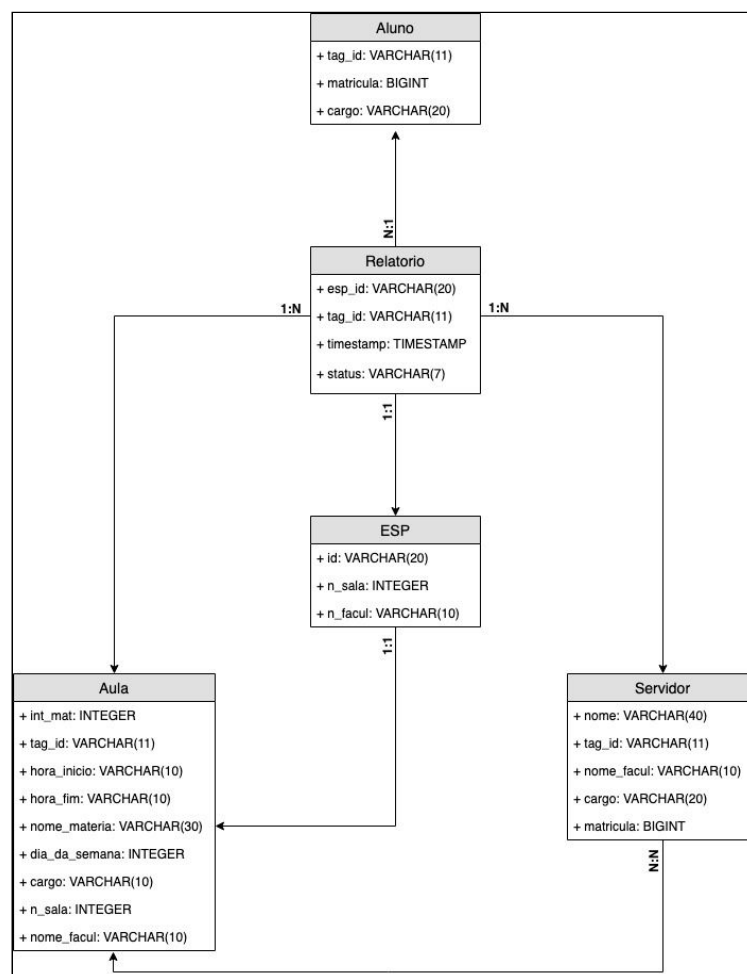 Aluno
+ tag_id: VARCHAR(11)
+ matricula: BIGINT
+ cargo: VARCHAR(20)
N:1
Relatorio
+ esp_id: VARCHAR(20)
+ tag_id: VARCHAR(11)
+ timestamp: TIMESTAMP
+ status: VARCHAR(7)
1:N
1:N
1:1
ESP
+ id: VARCHAR(20)
+ n_sala: INTEGER
+ n_facul: VARCHAR(10)
1:1
Aula
+ int_mat: INTEGER
+ tag_id: VARCHAR(11)
+ hora_inicio: VARCHAR(10)
+ hora_fim: VARCHAR(10)
+ nome_materia: VARCHAR(30)
+ dia_da_semana: INTEGER
+ cargo: VARCHAR(10)
+ n_sala: INTEGER
+ nome_facul: VARCHAR(10)
Servidor
+ nome: VARCHAR(40)
+ tag_id: VARCHAR(11)
+ nome_facul: VARCHAR(10)
+ cargo: VARCHAR(20)
+ matricula: BIGINT
N:N